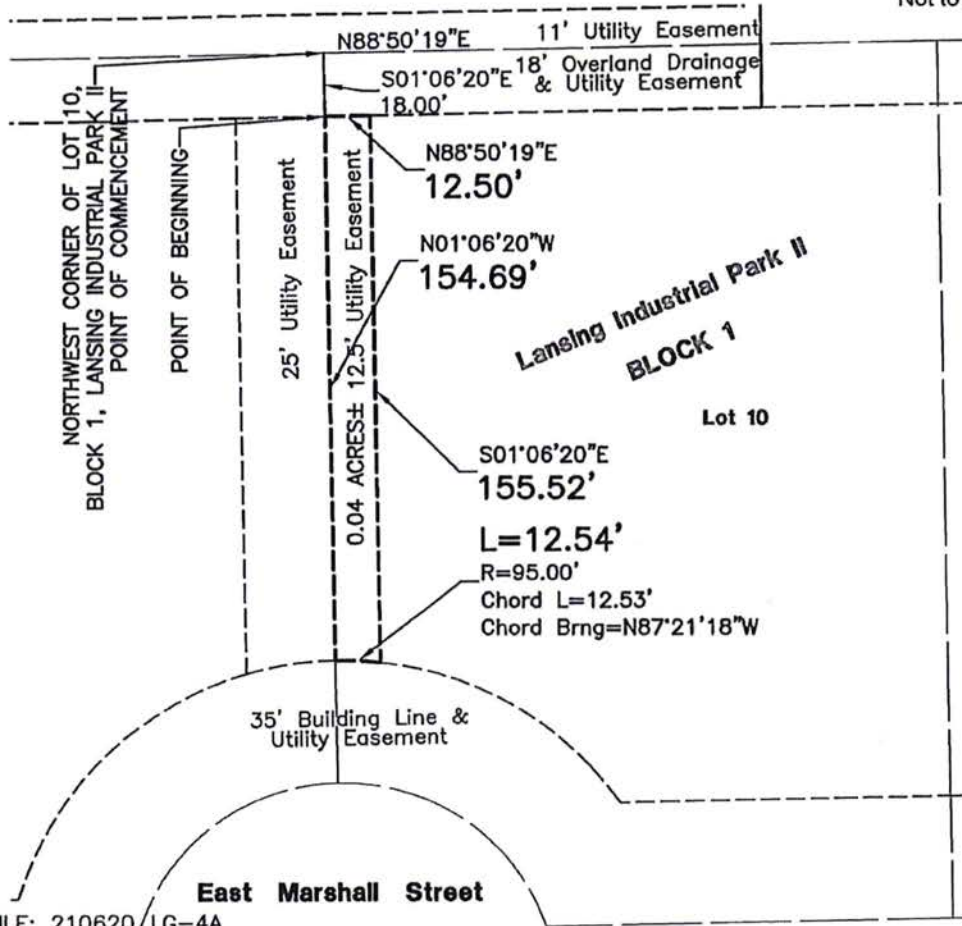 Not to
N88°50'19"E
11' Utility Easement
S01°06'20"E
18' Overland Drainage
& Utility Easement
18.00'
NORTHWEST CORNER OF LOT 10,
BLOCK 1, LANSING INDUSTRIAL PARK II
POINT OF COMMENCEMENT
POINT OF BEGINNING
25' Utility Easement
0.04 ACRES± 12.5' Utility Easement
N88°50'19"E
12.50'
N01°06'20"W
154.69'
Lansing Industrial Park II
BLOCK 1
Lot 10
S01°06'20"E
155.52'
L=12.54'
R=95.00'
Chord L=12.53'
Chord Brng=N87°21'18"W
35' Building Line &
Utility Easement
East Marshall Street
210620/LG-4A